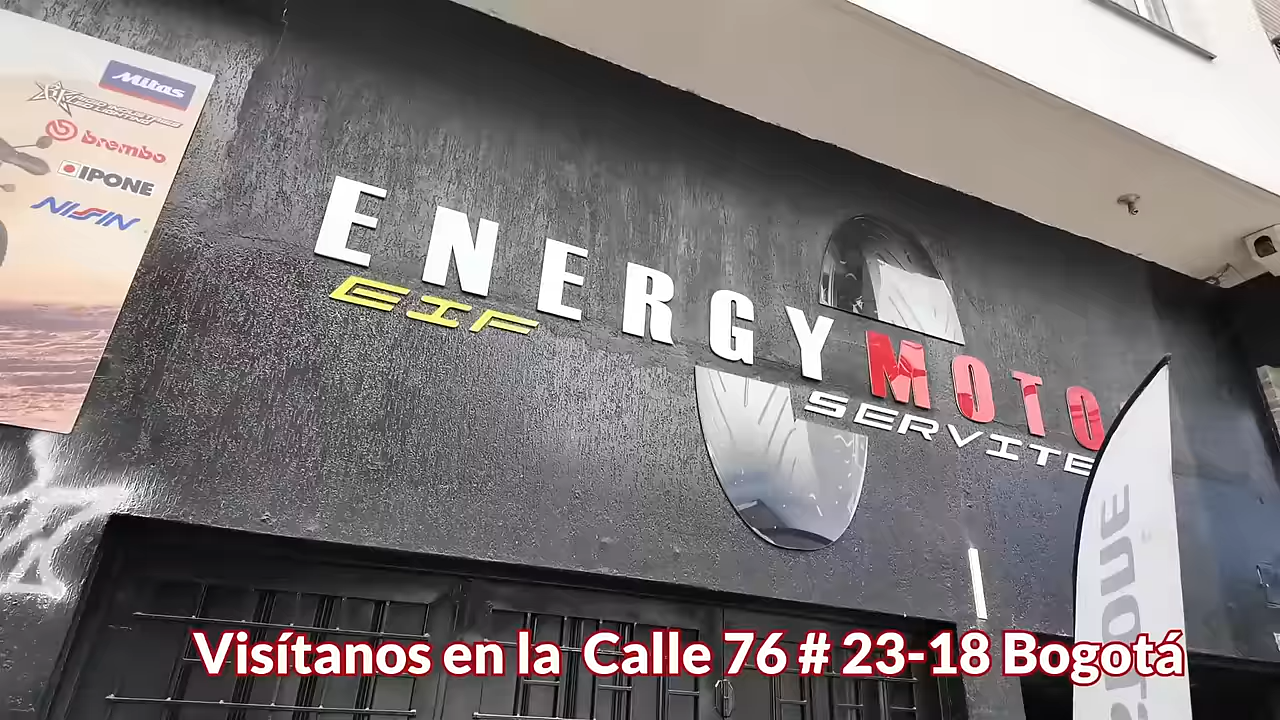 Mitas
brembo
IPONE
NISSIN
ENERGY MOTO
EIF
SERVITE
Visítanos en la Calle 76 # 23-18 Bogotá